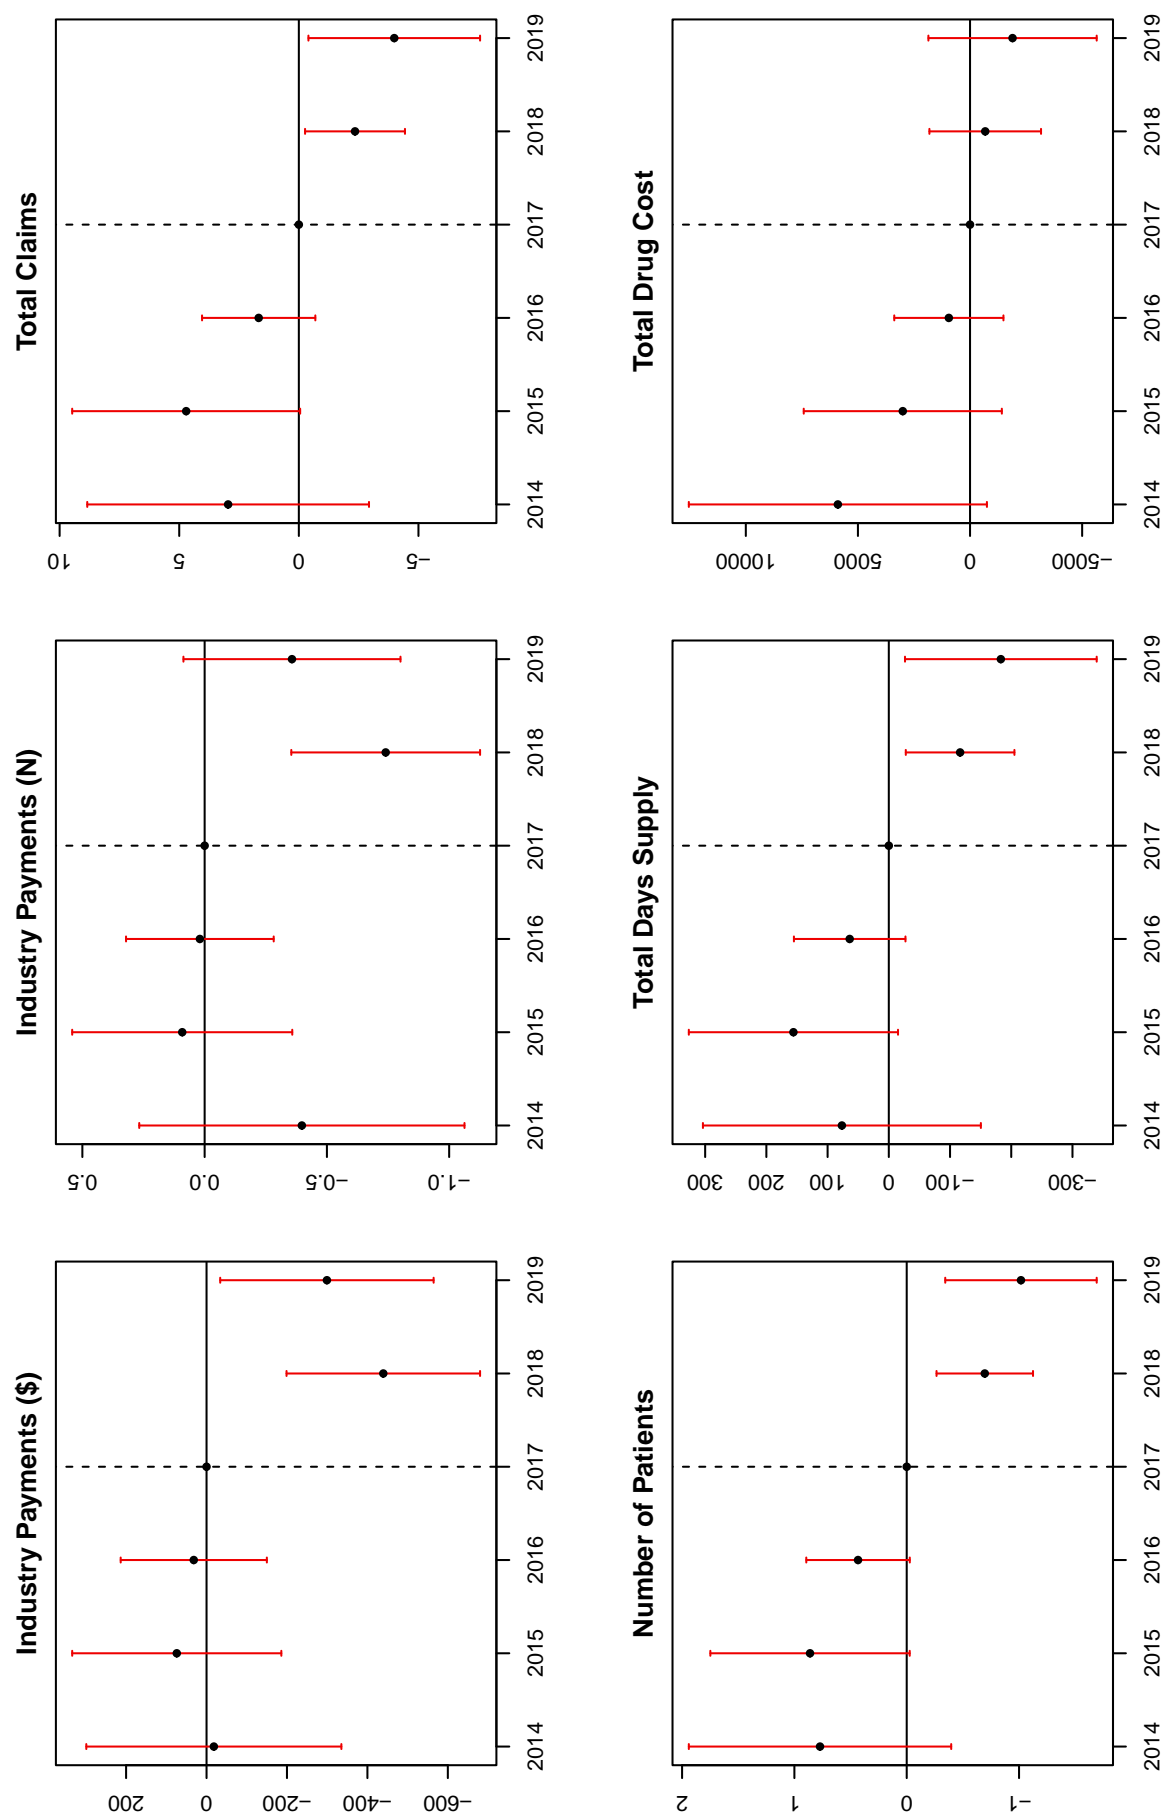 Industry Payments ($)
200
0
−200
−400
−600
2014 2015 2016 2017 2018 2019
Industry Payments (N)
0.5
0.0
−0.5
−1.0
2014 2015 2016 2017 2018 2019
Total Claims
10
5
0
−5
2014 2015 2016 2017 2018 2019
Number of Patients
2
1
0
−1
2014 2015 2016 2017 2018 2019
Total Days Supply
300
200
100
0
−100
−300
2014 2015 2016 2017 2018 2019
Total Drug Cost
10000
5000
0
−5000
2014 2015 2016 2017 2018 2019